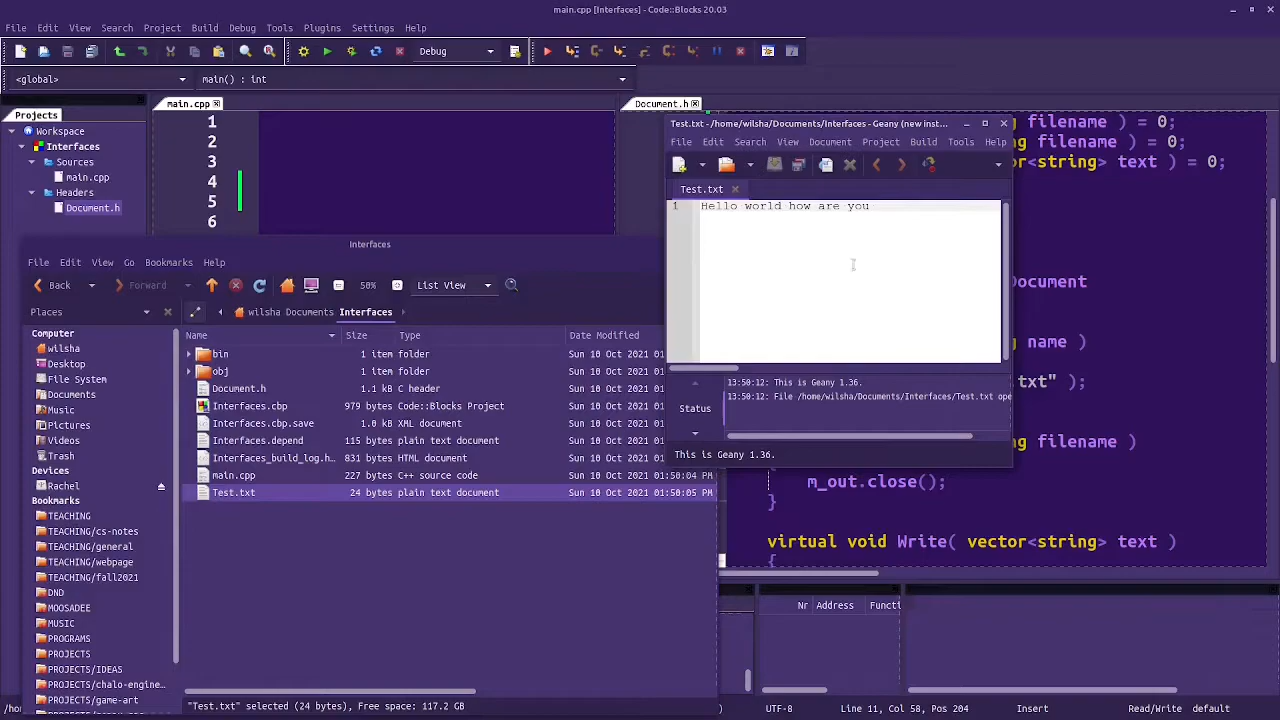 main.cpp [Interfaces] - Code::Blocks 20.03
File Edit View Search Project Build Debug Tools Plugins Settings Help
Debug
<global> main() : int
Projects
Workspace
Interfaces
Sources
main.cpp
Headers
Document.h
main.cpp
1
2
3
4
5
6
Document.h
g filename ) = 0;
g filename ) = 0;
vector<string> text ) = 0;
Document
g name )
txt" );
g filename )
{
m_out.close();
}
virtual void Write( vector<string> text )
{
Test.txt - /home/wilsha/Documents/Interfaces - Geany (new inst...
File Edit Search View Document Project Build Tools Help
Test.txt
1 Hello world how are you
Status
13:50:12: This is Geany 1.36.
13:50:12: File /home/wilsha/Documents/Interfaces/Test.txt ope
This is Geany 1.36.
Interfaces
File Edit View Go Bookmarks Help
Back Forward 50% List View
Places
wilsha Documents Interfaces
Computer
wilsha
Desktop
File System
Documents
Music
Pictures
Videos
Trash
Devices
Rachel
Bookmarks
TEACHING
TEACHING/cs-notes
TEACHING/general
TEACHING/webpage
TEACHING/fall2021
DND
MOOSADEE
MUSIC
PROGRAMS
PROJECTS
PROJECTS/IDEAS
PROJECTS/chalo-engine...
PROJECTS/game-art
Name Size Type Date Modified
bin 1 item folder Sun 10 Oct 2021 01
obj 1 item folder Sun 10 Oct 2021 01
Document.h 1.1 kB C header Sun 10 Oct 2021 01
Interfaces.cbp 979 bytes Code::Blocks Project Sun 10 Oct 2021 01
Interfaces.cbp.save 1.0 kB XML document Sun 10 Oct 2021 01
Interfaces.depend 115 bytes plain text document Sun 10 Oct 2021 01
Interfaces_build_log.h... 831 bytes HTML document Sun 10 Oct 2021 01
main.cpp 227 bytes C++ source code Sun 10 Oct 2021 01:50:04 PM
Test.txt 24 bytes plain text document Sun 10 Oct 2021 01:50:05 PM
"Test.txt" selected (24 bytes), Free space: 117.2 GB
Nr Address Functi
/ho
UTF-8 Line 11, Col 58, Pos 204 Insert Read/Write default